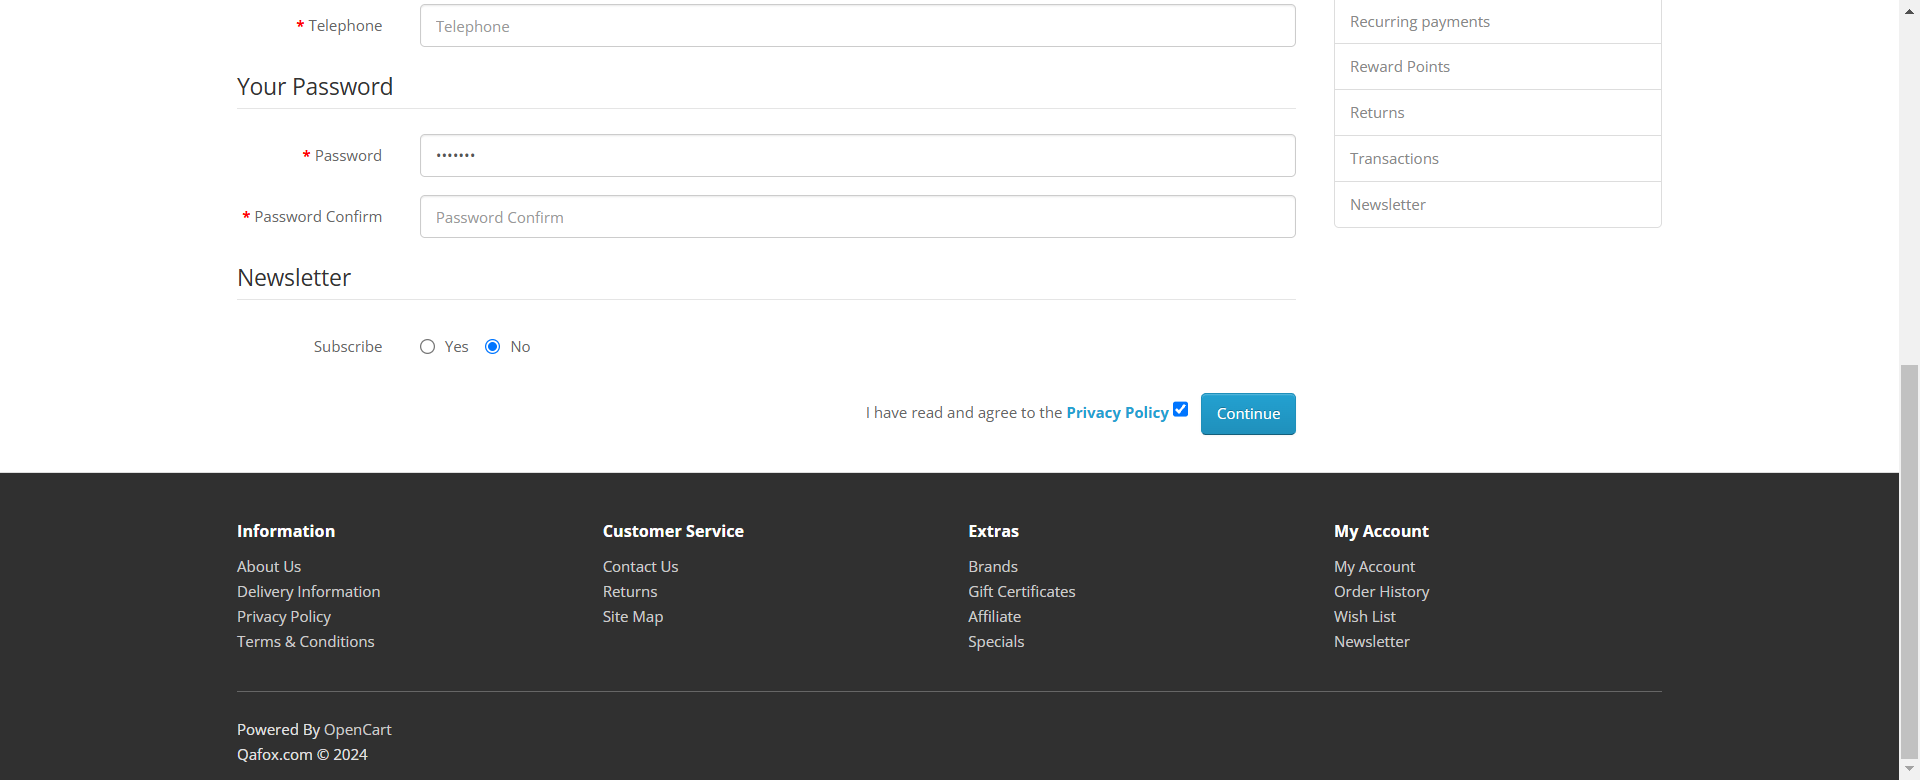 * Telephone
Telephone
Your Password
* Password
•••••••
* Password Confirm
Password Confirm
Newsletter
Subscribe
Yes
No
I have read and agree to the Privacy Policy
Continue
Recurring payments
Reward Points
Returns
Transactions
Newsletter
Information
About Us
Delivery Information
Privacy Policy
Terms & Conditions
Customer Service
Contact Us
Returns
Site Map
Extras
Brands
Gift Certificates
Affiliate
Specials
My Account
My Account
Order History
Wish List
Newsletter
Powered By OpenCart
Qafox.com © 2024